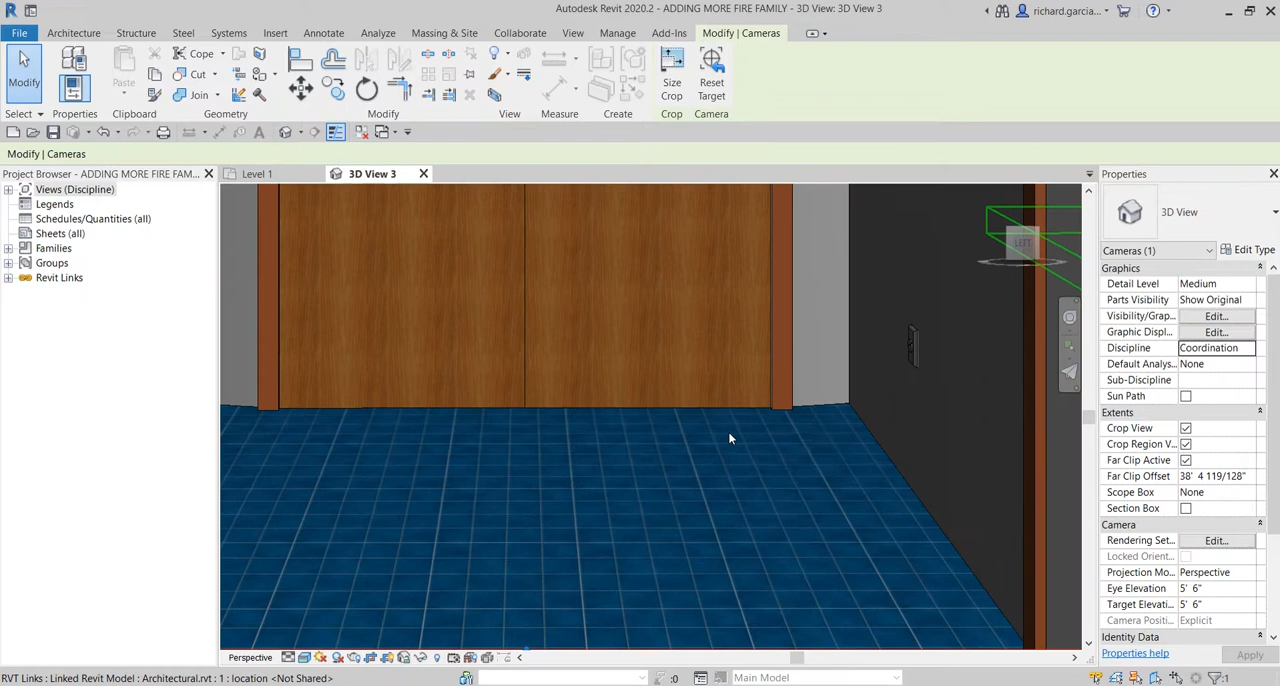 Autodesk Revit 2020.2 - ADDING MORE FIRE FAMILY - 3D View: 3D View 3
richard.garcia...
File Architecture Structure Steel Systems Insert Annotate Analyze Massing & Site Collaborate View Manage Add-Ins Modify | Cameras
Modify
Paste
Cope
Cut
Join
Size Crop
Reset Target
Select Properties Clipboard Geometry Modify View Measure Create Crop Camera
Modify | Cameras
Project Browser - ADDING MORE FIRE FAM...
Views (Discipline)
Legends
Schedules/Quantities (all)
Sheets (all)
Families
Groups
Revit Links
Level 1
3D View 3
LEFT
Properties
3D View
Cameras (1) Edit Type
Graphics
Detail Level Medium
Parts Visibility Show Original
Visibility/Grap... Edit...
Graphic Displ... Edit...
Discipline Coordination
Default Analys... None
Sub-Discipline
Sun Path
Extents
Crop View
Crop Region V...
Far Clip Active
Far Clip Offset 38' 4 119/128"
Scope Box None
Section Box
Camera
Rendering Set... Edit...
Locked Orient...
Projection Mo... Perspective
Eye Elevation 5' 6"
Target Elevati... 5' 6"
Camera Positi... Explicit
Identity Data
Properties help Apply
Perspective
RVT Links : Linked Revit Model : Architectural.rvt : 1 : location <Not Shared>
:0
Main Model
:1